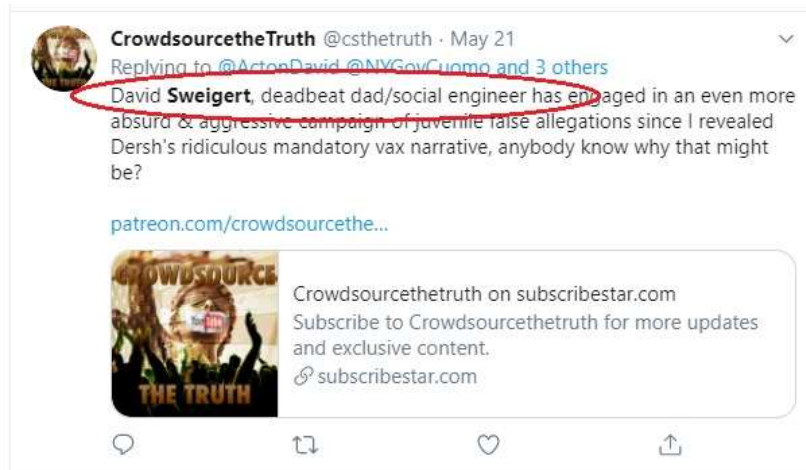 CrowdsourcetheTruth @csthetruth · May 21
Replying to @ActonDavid @NYGovCuomo and 3 others
David Sweigert, deadbeat dad/social engineer has engaged in an even more
absurd & aggressive campaign of juvenile false allegations since I revealed
Dersh's ridiculous mandatory vax narrative, anybody know why that might
be?
patreon.com/crowdsourcethe...
CROWDSOURCE
YouTube
THE TRUTH
Crowdsourcethetruth on subscribestar.com
Subscribe to Crowdsourcethetruth for more updates
and exclusive content.
subscribestar.com